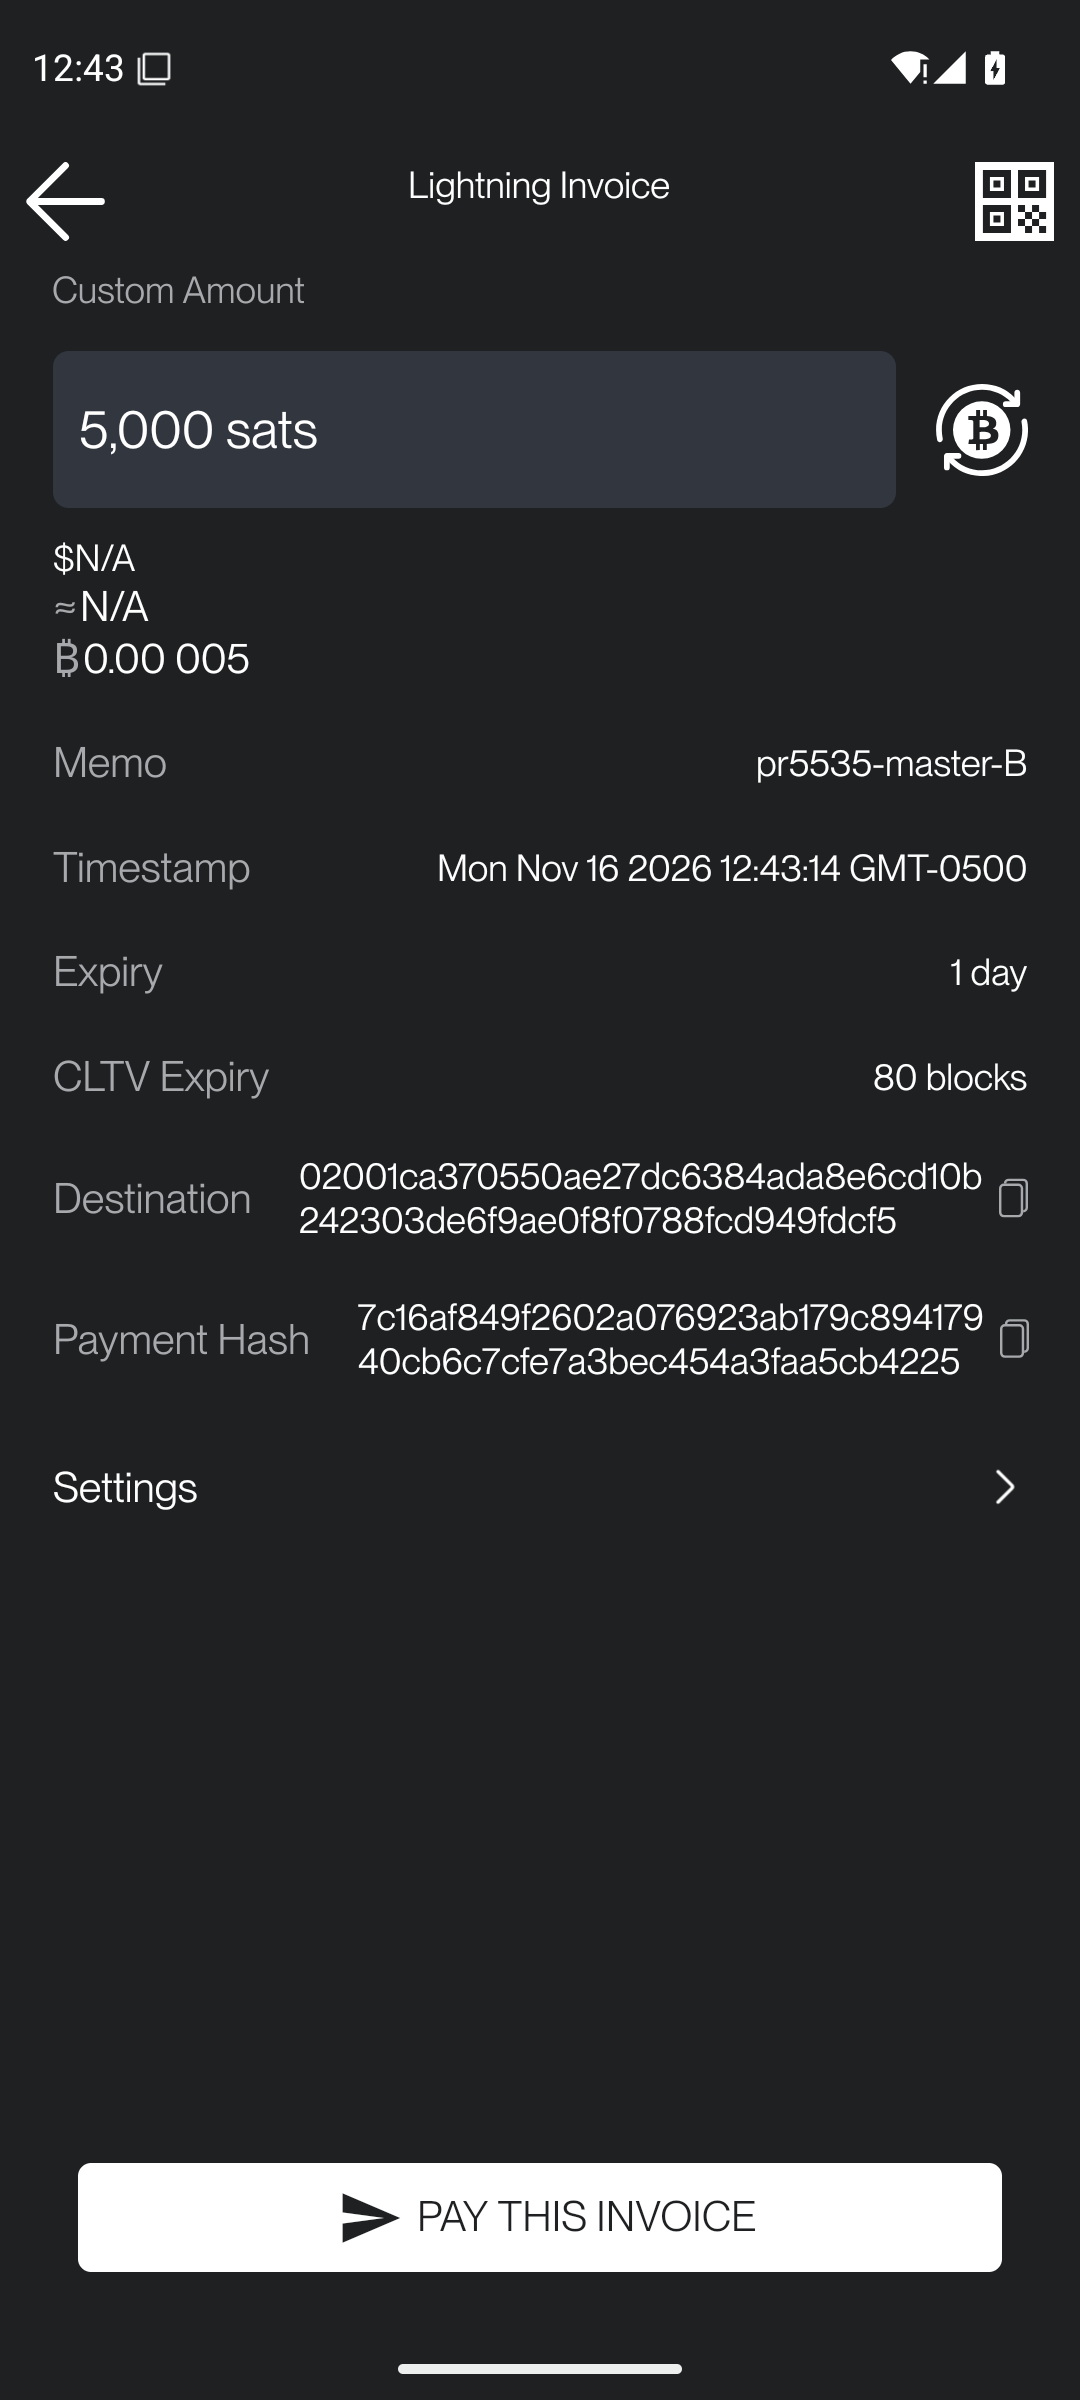 12:43
Lightning Invoice
Custom Amount
5,000 sats
$N/A
≈N/A
₿0.00 005
Memo pr5535-master-B
Timestamp Mon Nov 16 2026 12:43:14 GMT-0500
Expiry 1 day
CLTV Expiry 80 blocks
Destination 02001ca370550ae27dc6384ada8e6cd10b
242303de6f9ae0f8f0788fcd949fdcf5
Payment Hash 7c16af849f2602a076923ab179c894179
40cb6c7cfe7a3bec454a3faa5cb4225
Settings
PAY THIS INVOICE